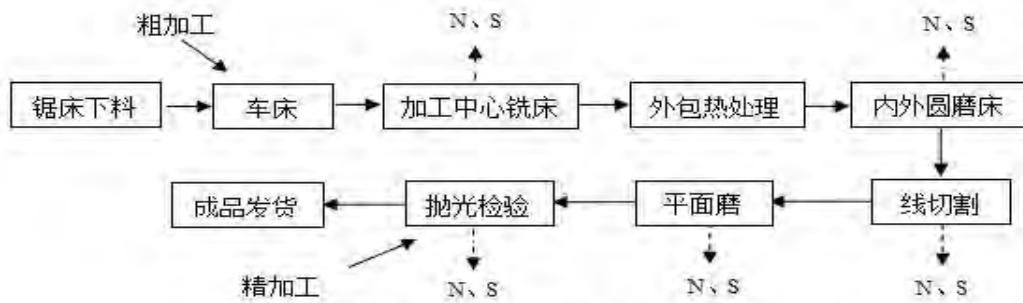 粗加工
N、S
N、S
锯床下料
车床
加工中心铣床
外包热处理
内外圆磨床
成品发货
抛光检验
平面磨
线切割
精加工
N、S
N、S
N、S